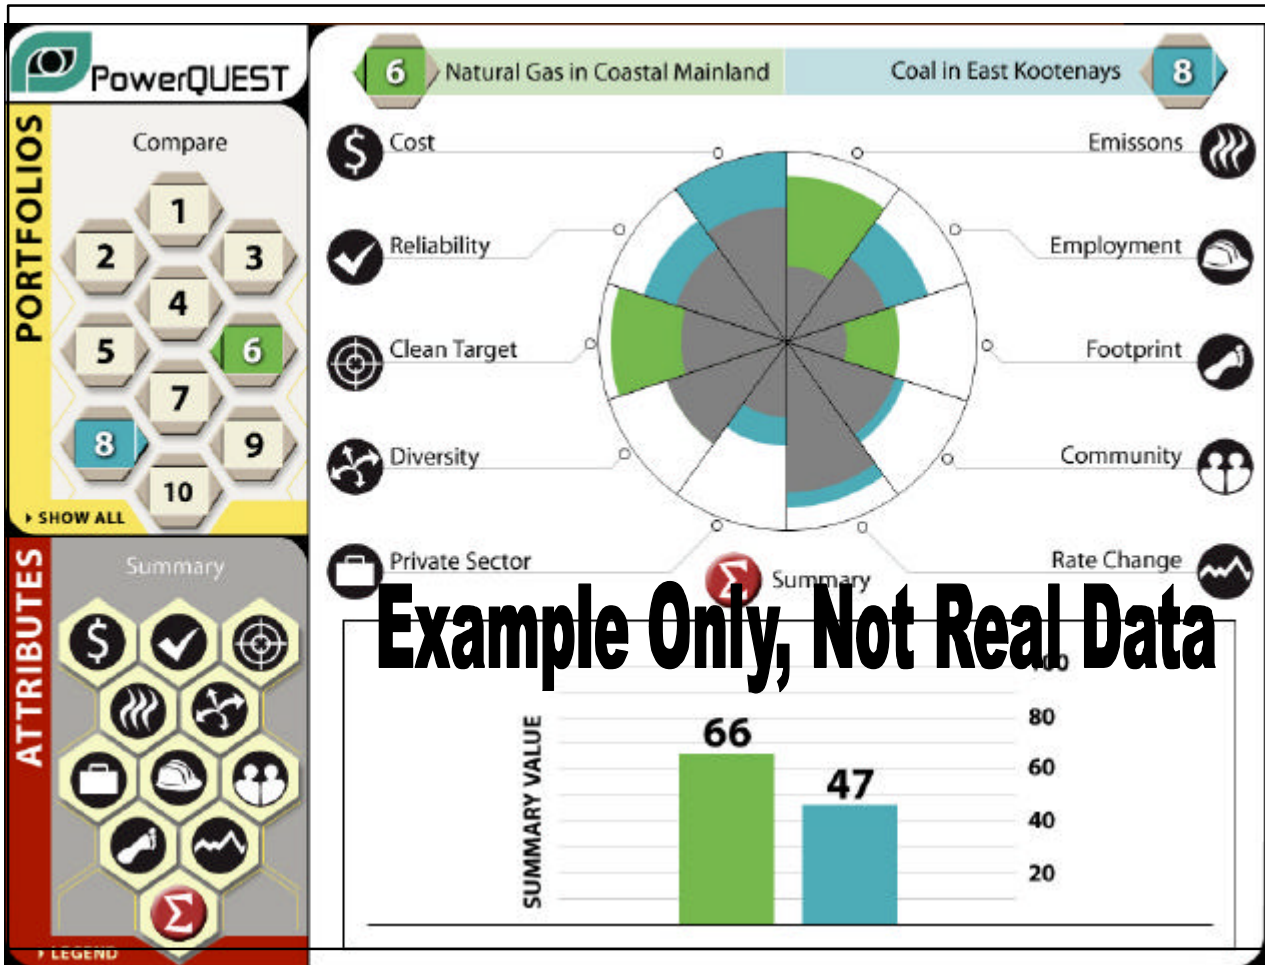 PowerQUEST
PORTFOLIOS
Compare
1
2
3
4
5
6
7
8
9
10
SHOW ALL
ATTRIBUTES
Summary
$
Σ
LEGEND
6 Natural Gas in Coastal Mainland
Coal in East Kootenays 8
$ Cost
Emissons
Reliability
Employment
Clean Target
Footprint
Diversity
Community
Private Sector
Rate Change
Σ Summary
Example Only, Not Real Data
100
80
60
40
20
SUMMARY VALUE
66
47